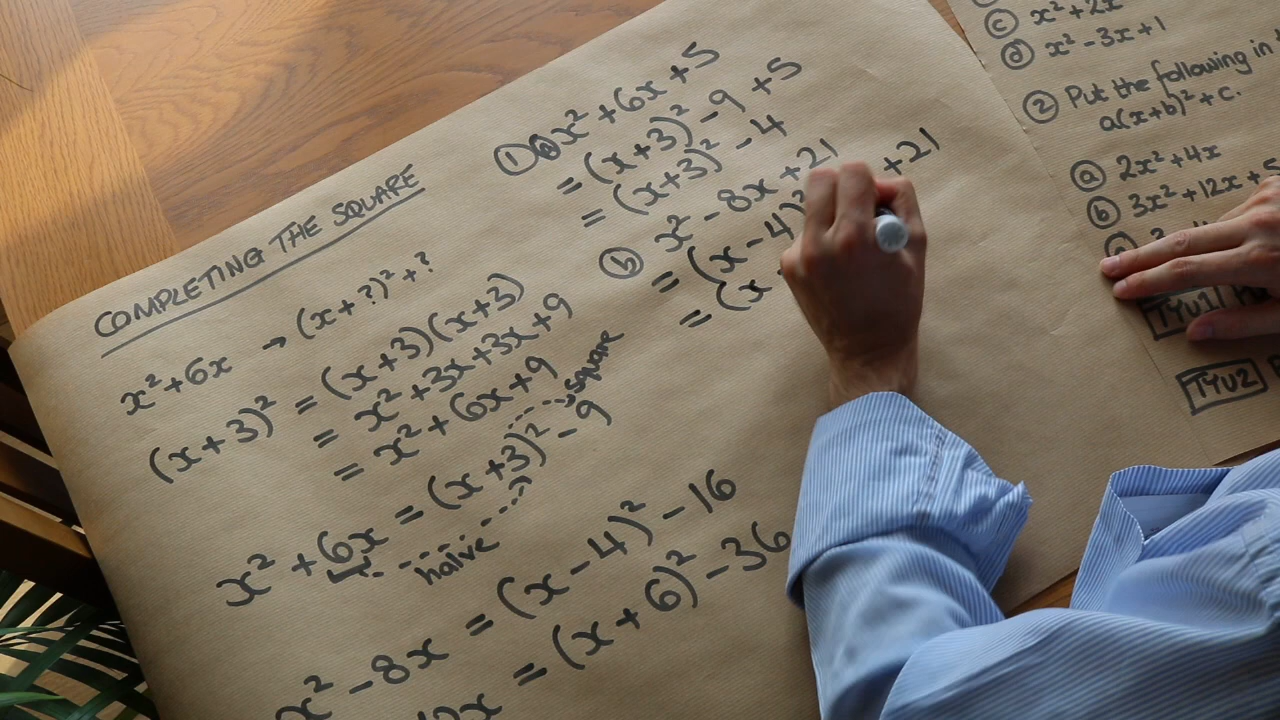 COMPLETING THE SQUARE
x² + 6x → (x + ?)² + ?
(x + 3)² = (x + 3)(x + 3)
= x² + 3x + 3x + 9
= x² + 6x + 9
x² + 6x = (x + 3)² - 9
halve
square
x² - 8x = (x - 4)² - 16
2x = (x + 6)² - 36
① ⓐ x² + 6x + 5
= (x + 3)² - 9 + 5
= (x + 3)² - 4
ⓑ x² - 8x + 21
= (x - 4)² + 21
= (x
ⓒ x² + 2x
ⓓ x² - 3x + 1
② Put the following in
a(x + b)² + c.
ⓐ 2x² + 4x
ⓑ 3x² + 12x + 5
TYU1
TYU2